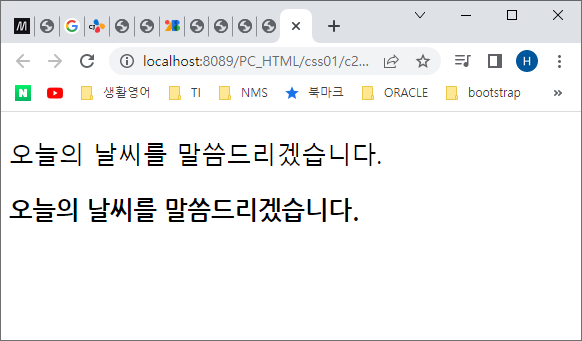 localhost:8089/PC_HTML/css01/c2...
H
생활영어 TI NMS 북마크 ORACLE bootstrap »
오늘의 날씨를 말씀드리겠습니다.
오늘의 날씨를 말씀드리겠습니다.